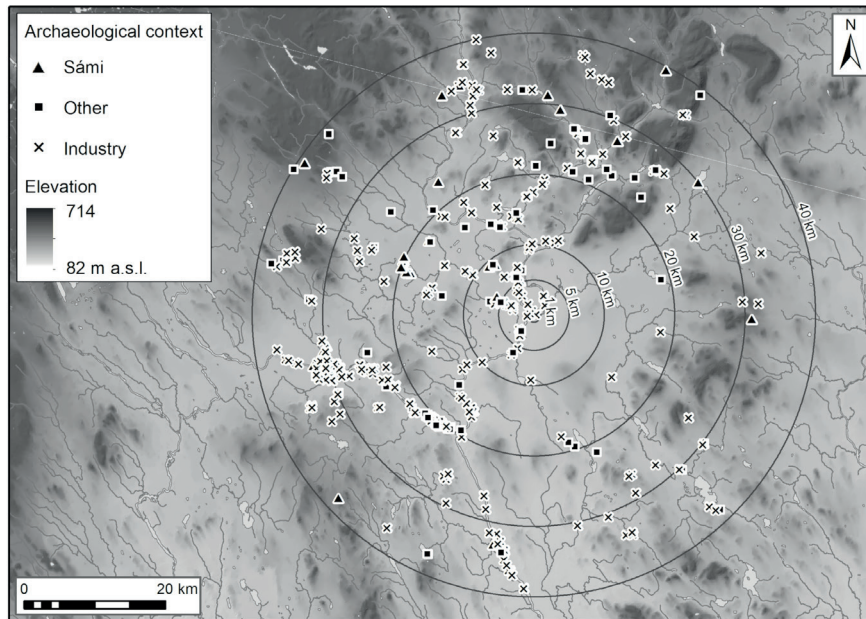 Archaeological context
Sámi
Other
Industry
Elevation
714
82 m a.s.l.
N
40 km
30 km
20 km
10 km
5 km
1 km
0 20 km